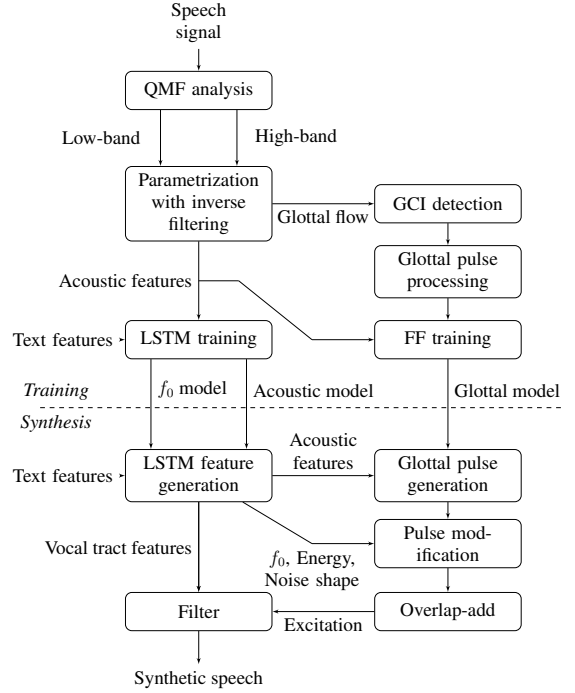 Speech
signal
QMF analysis
Low-band
High-band
Parametrization
with inverse
filtering
Glottal flow
GCI detection
Glottal pulse
processing
Acoustic features
Text features
LSTM training
FF training
Training
f₀ model
Acoustic model
Glottal model
Synthesis
Text features
LSTM feature
generation
Acoustic
features
Glottal pulse
generation
Vocal tract features
f₀, Energy,
Noise shape
Pulse mod-
ification
Filter
Excitation
Overlap-add
Synthetic speech